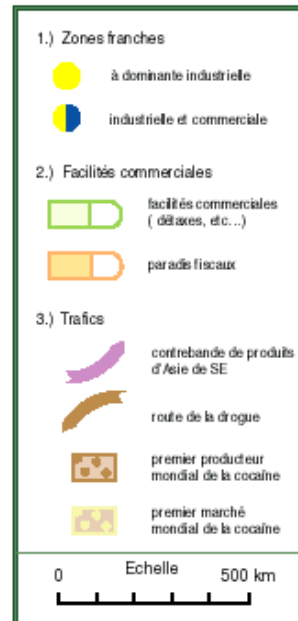 1.) Zones franches
à dominante industrielle
industrielle et commerciale
2.) Facilités commerciales
facilités commerciales
( détaxes, etc...)
paradis fiscaux
3.) Trafics
contrebande de produits
d'Asie de SE
route de la drogue
premier producteur
mondial de la cocaïne
premier marché
mondial de la cocaïne
Echelle
0 500 km